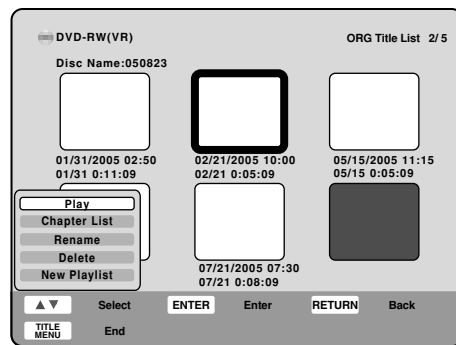 DVD-RW(VR) ORG Title List 2/5
Disc Name:050823
01/31/2005 02:50 02/21/2005 10:00 05/15/2005 11:15
01/31 0:11:09 02/21 0:05:09 05/15 0:05:09
Play
Chapter List
Rename
Delete
New Playlist
07/21/2005 07:30
07/21 0:08:09
▲▼ Select ENTER Enter RETURN Back
TITLE MENU End